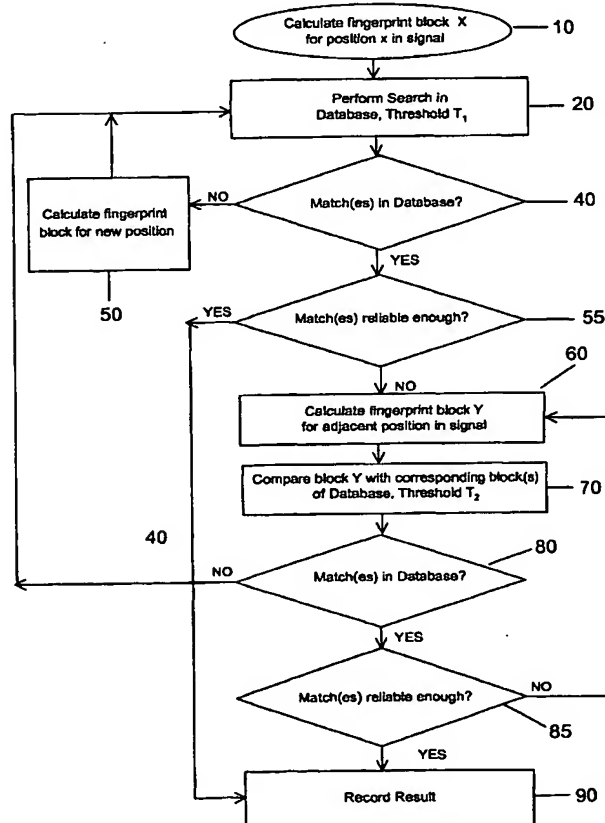 Calculate fingerprint block X
for position x in signal
10
Perform Search in
Database, Threshold T₁
20
NO
Match(es) in Database?
40
Calculate fingerprint
block for new position
50
YES
YES
Match(es) reliable enough?
55
60
NO
Calculate fingerprint block Y
for adjacent position in signal
Compare block Y with corresponding block(s)
of Database, Threshold T₂
70
40
80
NO
Match(es) in Database?
YES
Match(es) reliable enough?
NO
85
YES
Record Result
90